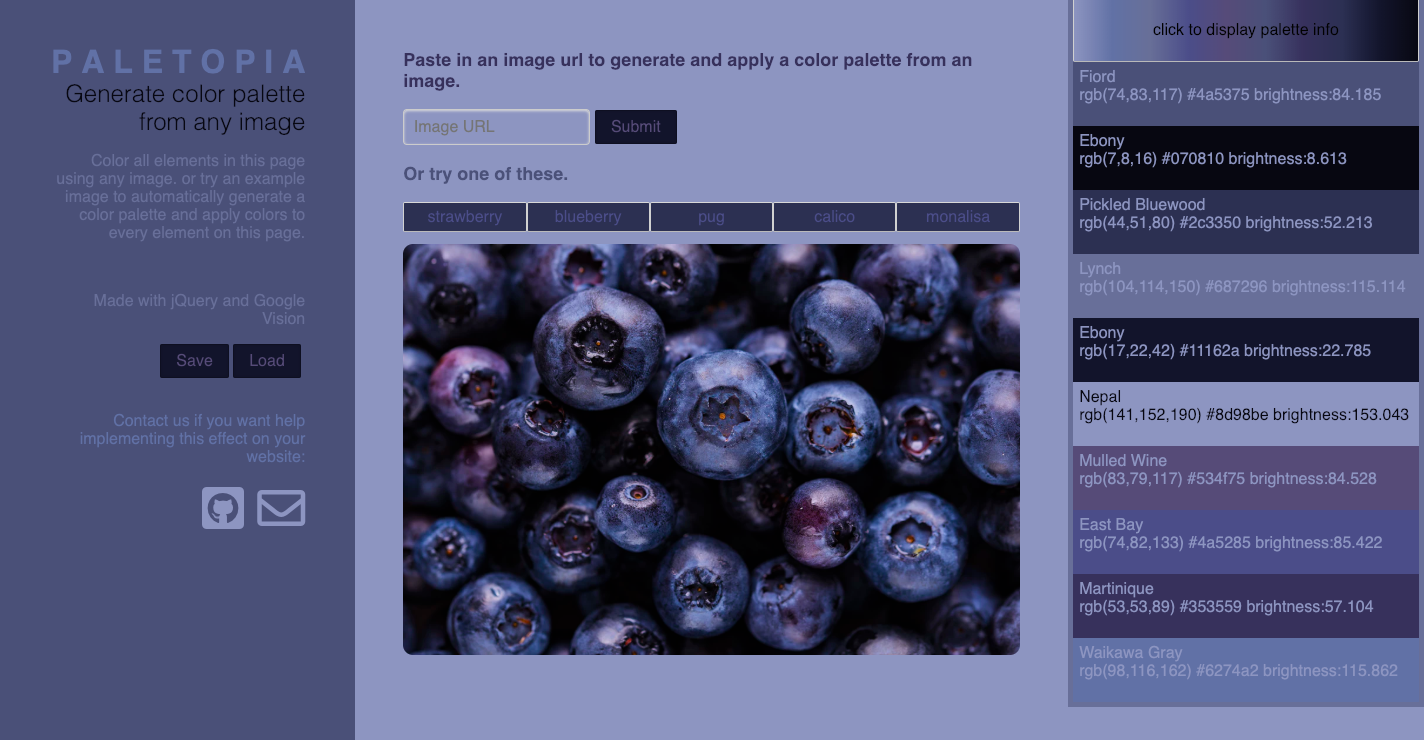 PALETOPIA
Generate color palette
from any image
Color all elements in this page
using any image. or try an example
image to automatically generate a
color palette and apply colors to
every element on this page.
Made with jQuery and Google
Vision
Save Load
Contact us if you want help
implementing this effect on your
website:
Paste in an image url to generate and apply a color palette from an
image.
Image URL Submit
Or try one of these.
strawberry blueberry pug calico monalisa
click to display palette info
Fiord
rgb(74,83,117) #4a5375 brightness:84.185
Ebony
rgb(7,8,16) #070810 brightness:8.613
Pickled Bluewood
rgb(44,51,80) #2c3350 brightness:52.213
Lynch
rgb(104,114,150) #687296 brightness:115.114
Ebony
rgb(17,22,42) #11162a brightness:22.785
Nepal
rgb(141,152,190) #8d98be brightness:153.043
Mulled Wine
rgb(83,79,117) #534f75 brightness:84.528
East Bay
rgb(74,82,133) #4a5285 brightness:85.422
Martinique
rgb(53,53,89) #353559 brightness:57.104
Waikawa Gray
rgb(98,116,162) #6274a2 brightness:115.862